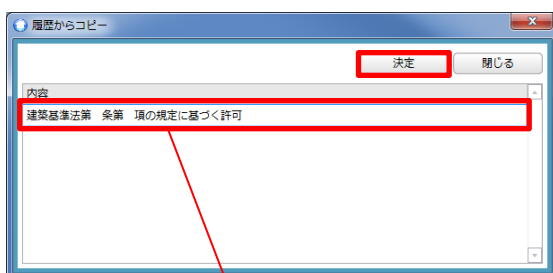 履歴からコピー
決定 閉じる
内容
建築基準法第　条第　項の規定に基づく許可